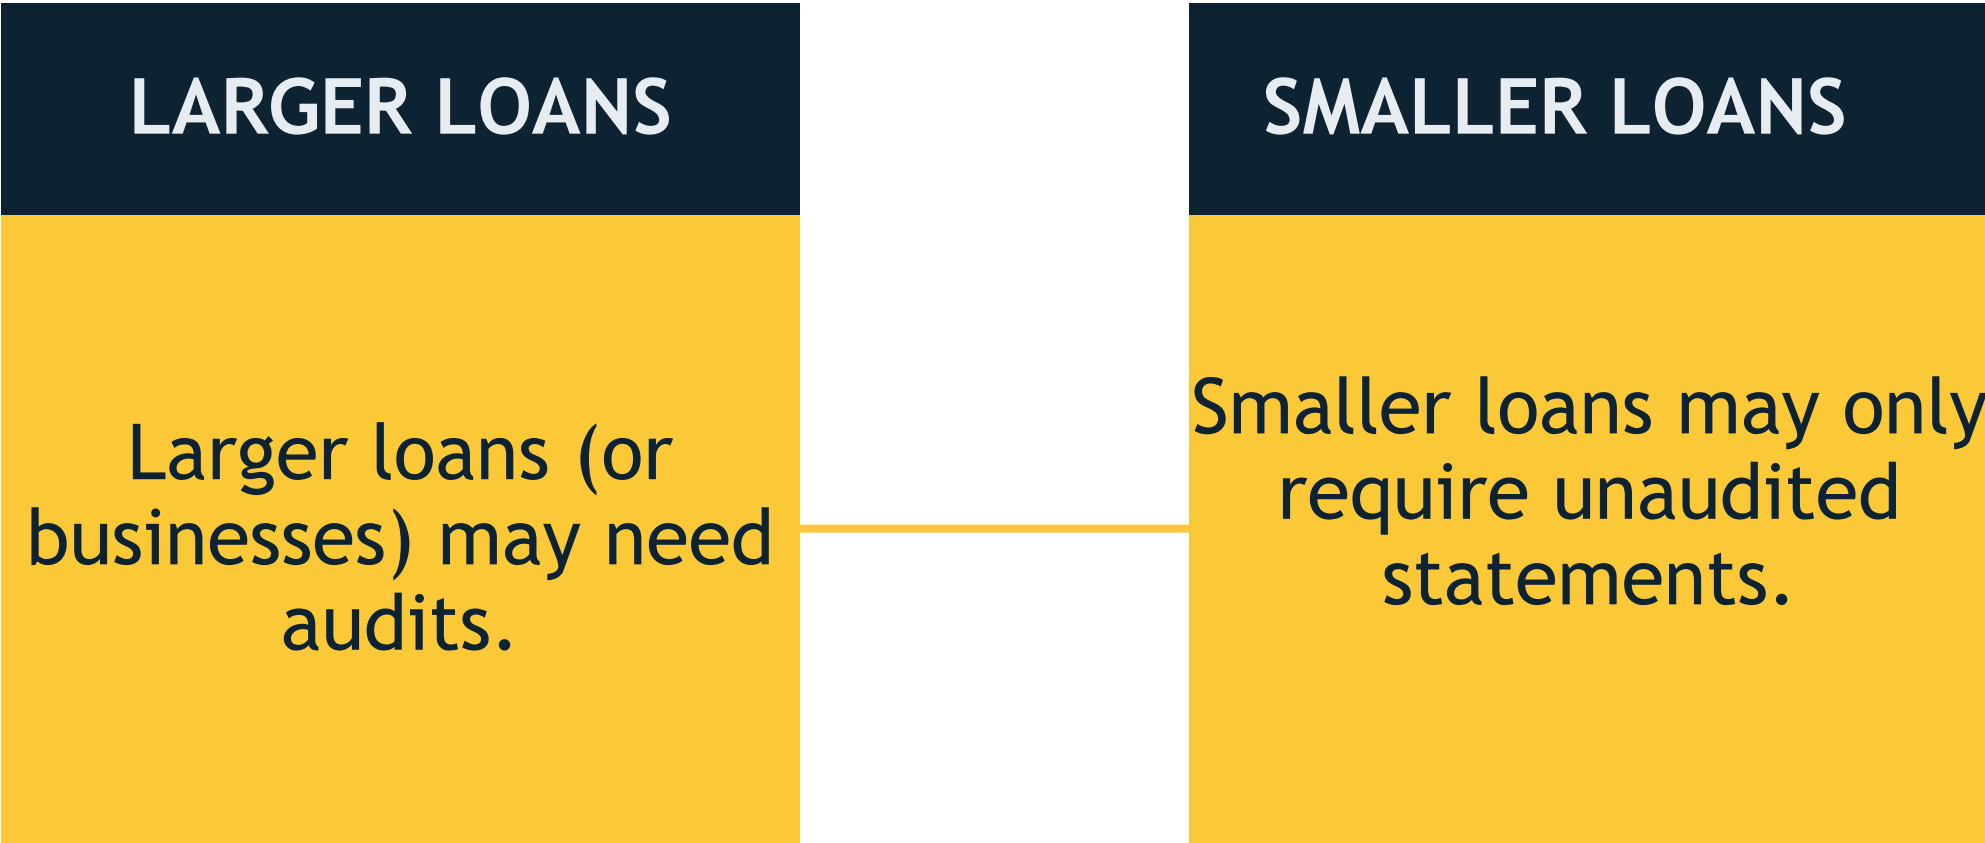 LARGER LOANS
Larger loans (or
businesses) may need
audits.
SMALLER LOANS
Smaller loans may only
require unaudited
statements.